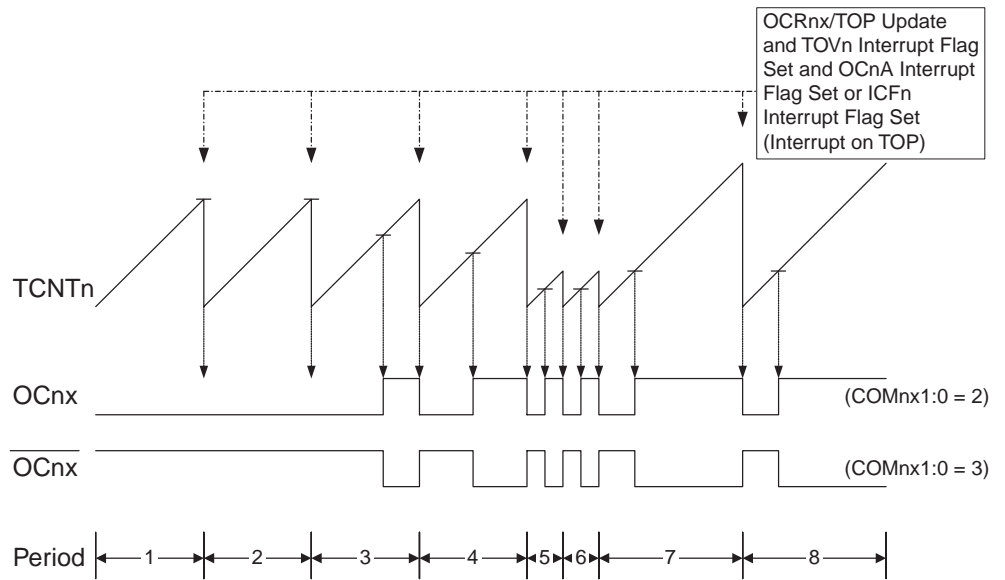 OCRnx/TOP Update
and TOVn Interrupt Flag
Set and OCnA Interrupt
Flag Set or ICFn
Interrupt Flag Set
(Interrupt on TOP)
TCNTn
OCnx
(COMnx1:0 = 2)
OCnx
(COMnx1:0 = 3)
Period
1 2 3 4 5 6 7 8